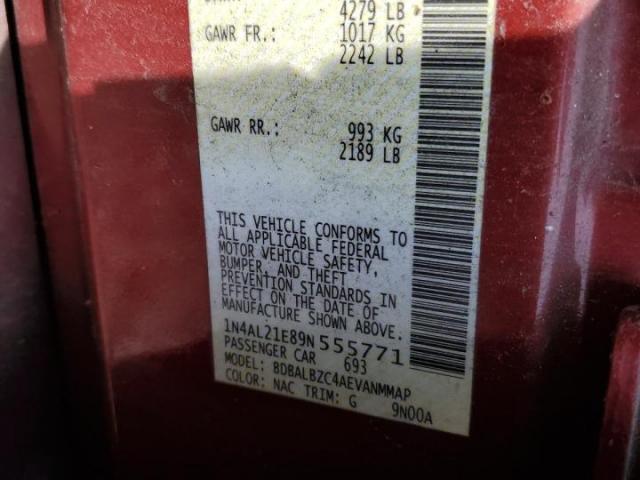 4279 LB
GAWR FR.: 1017 KG
2242 LB
GAWR RR.: 993 KG
2189 LB
THIS VEHICLE CONFORMS TO
ALL APPLICABLE FEDERAL
MOTOR VEHICLE SAFETY,
BUMPER, AND THEFT
PREVENTION STANDARDS IN
EFFECT ON THE DATE OF
MANUFACTURE SHOWN ABOVE.
1N4AL21E89N 555771
PASSENGER CAR 693
MODEL: BDBALBZC4AEVANMMAP
COLOR: NAC TRIM: G 9N00A